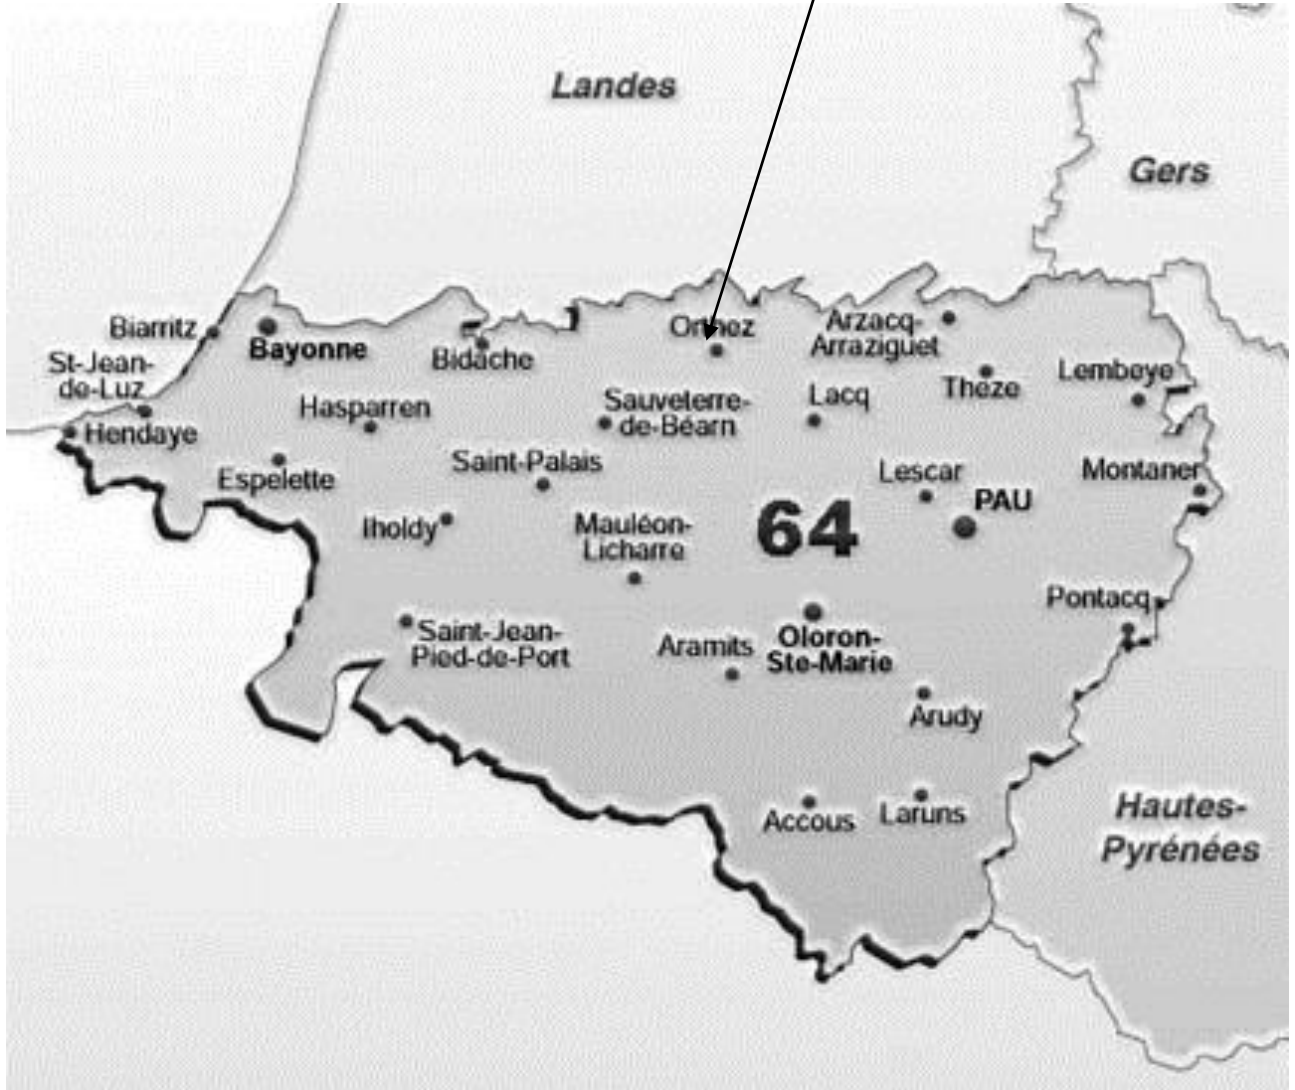 Landes
Gers
Biarritz
Bayonne
St-Jean-
de-Luz
Hendaye
Bidache
Hasparren
Espelette
Orthez
Arzacq-
Arraziguet
Thèze
Lembeye
Sauveterre-
de-Béarn
Lacq
Saint-Palais
Lescar
PAU
Montaner
Iholdy
Mauléon-
Licharre
64
Pontacq
Saint-Jean-
Pied-de-Port
Aramits
Oloron-
Ste-Marie
Arudy
Accous
Laruns
Hautes-
Pyrénées